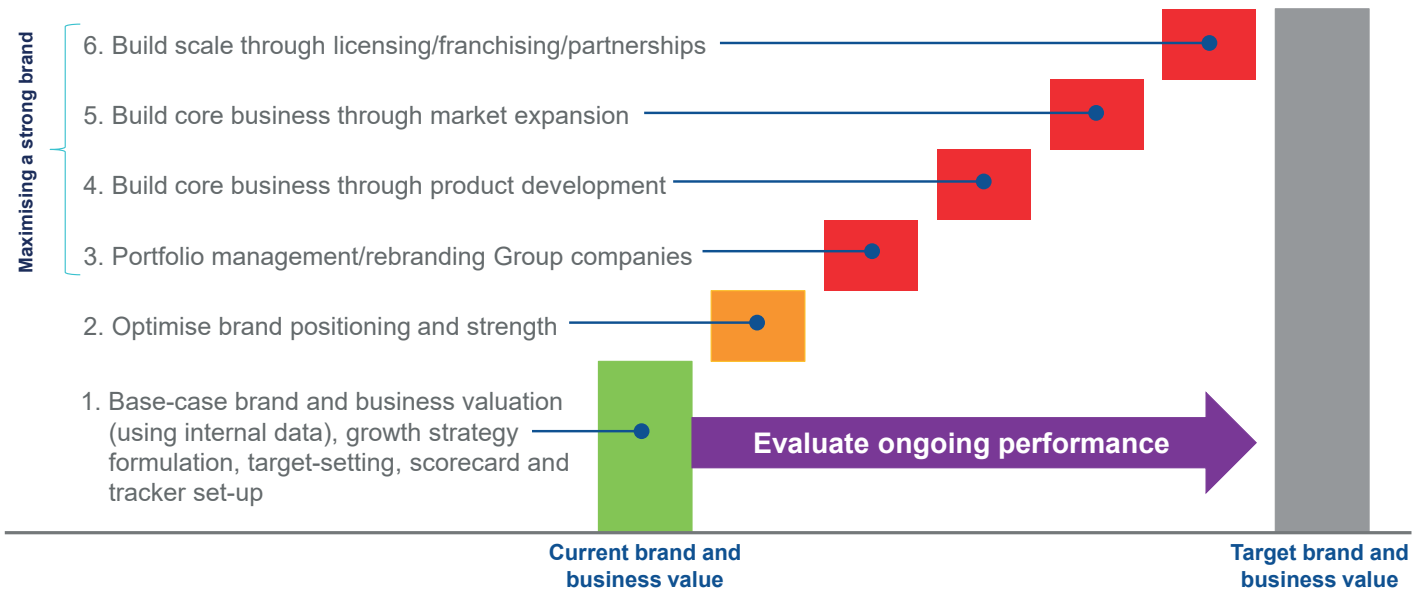 Maximising a strong brand
6. Build scale through licensing/franchising/partnerships
5. Build core business through market expansion
4. Build core business through product development
3. Portfolio management/rebranding Group companies
2. Optimise brand positioning and strength
1. Base-case brand and business valuation
(using internal data), growth strategy
formulation, target-setting, scorecard and
tracker set-up
Evaluate ongoing performance
Current brand and
business value
Target brand and
business value